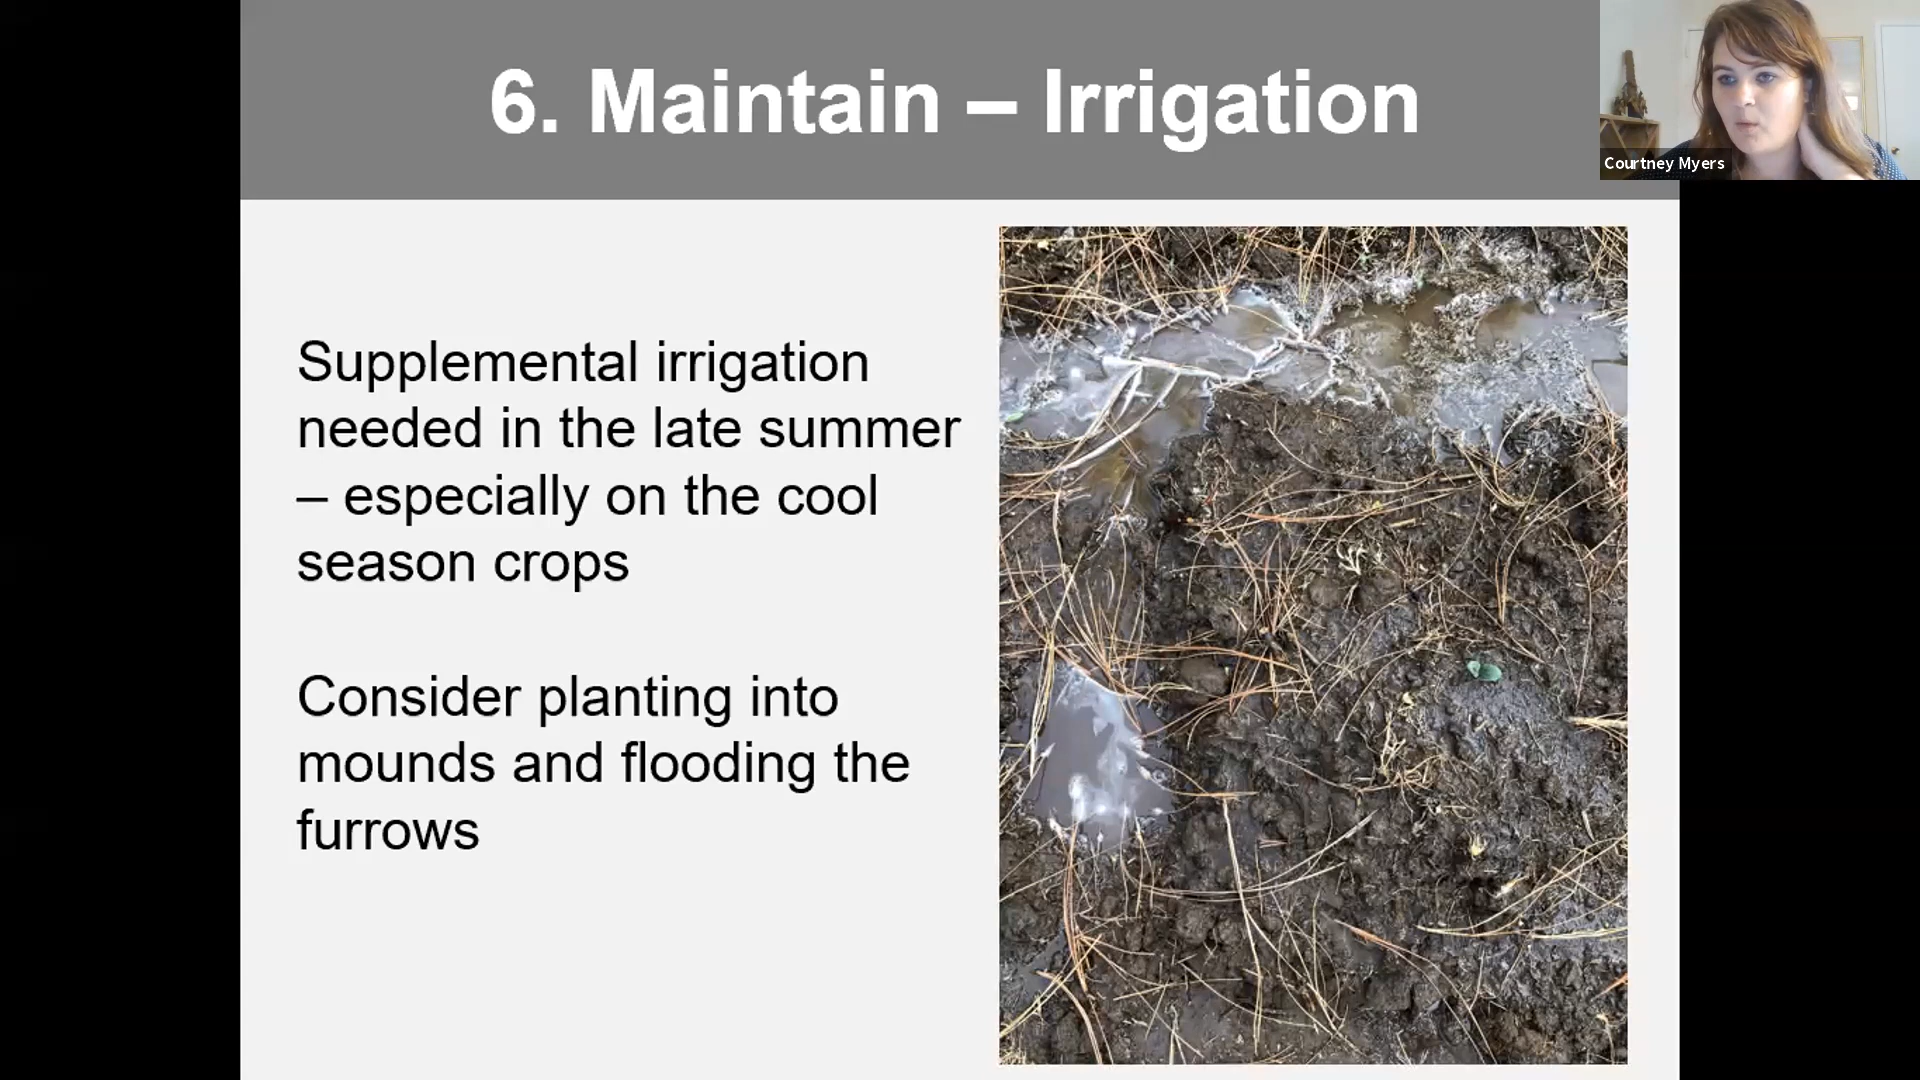 6. Maintain – Irrigation
Courtney Myers
Supplemental irrigation
needed in the late summer
– especially on the cool
season crops
Consider planting into
mounds and flooding the
furrows